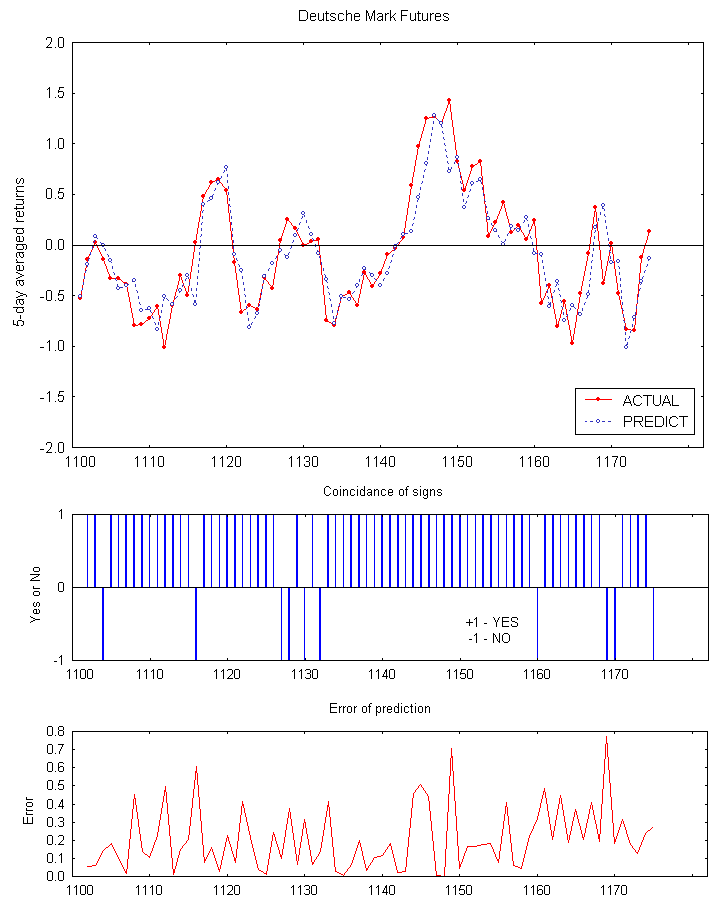 Deutsche Mark Futures
5-day averaged returns
2.0
1.5
1.0
0.5
0.0
-0.5
-1.0
-1.5
-2.0
ACTUAL
PREDICT
1100 1110 1120 1130 1140 1150 1160 1170
Coincidance of signs
Yes or No
1
0
-1
+1 - YES
-1 - NO
1100 1110 1120 1130 1140 1150 1160 1170
Error of prediction
Error
0.8
0.7
0.6
0.5
0.4
0.3
0.2
0.1
0.0
1100 1110 1120 1130 1140 1150 1160 1170